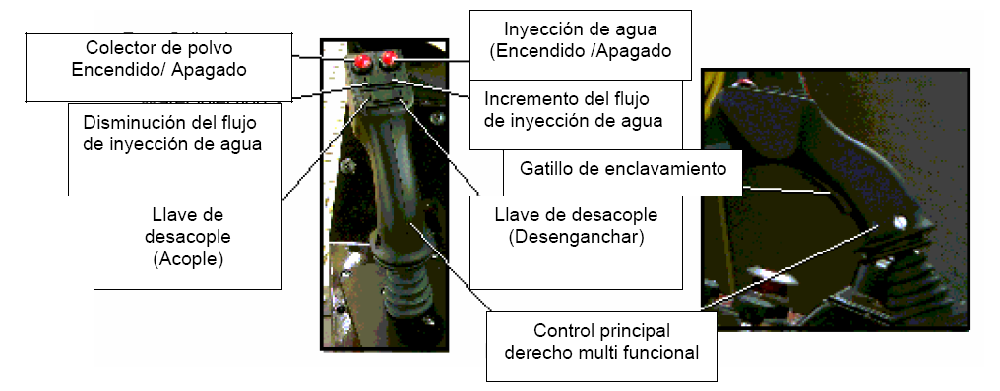 Colector de polvo
Encendido/ Apagado
Inyección de agua
(Encendido /Apagado
Disminución del flujo
de inyección de agua
Incremento del flujo
de inyección de agua
Gatillo de enclavamiento
Llave de
desacople
(Acople)
Llave de desacople
(Desenganchar)
Control principal
derecho multi funcional